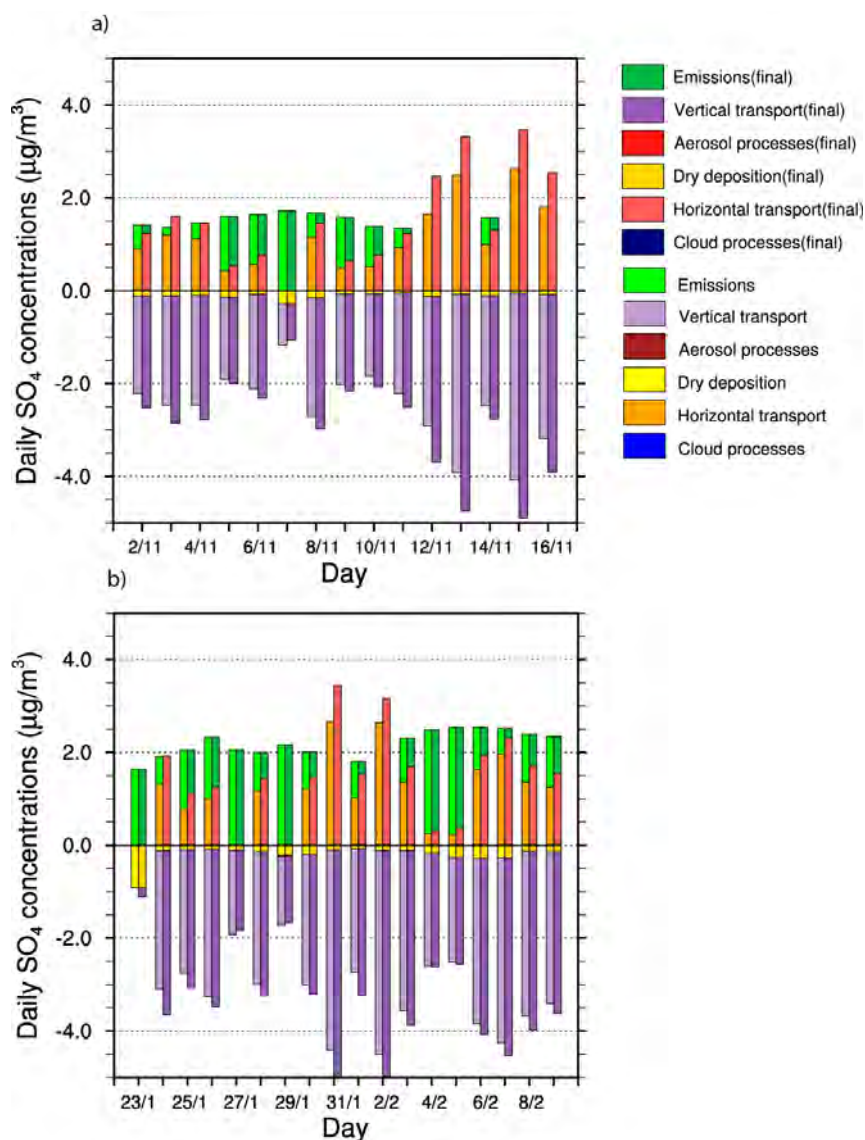 a)
Daily SO4 concentrations (µg/m³)
4.0
2.0
0.0
-2.0
-4.0
2/11 4/11 6/11 8/11 10/11 12/11 14/11 16/11
Day
Emissions(final)
Vertical transport(final)
Aerosol processes(final)
Dry deposition(final)
Horizontal transport(final)
Cloud processes(final)
Emissions
Vertical transport
Aerosol processes
Dry deposition
Horizontal transport
Cloud processes
b)
Daily SO4 concentrations (µg/m³)
4.0
2.0
0.0
-2.0
-4.0
23/1 25/1 27/1 29/1 31/1 2/2 4/2 6/2 8/2
Day